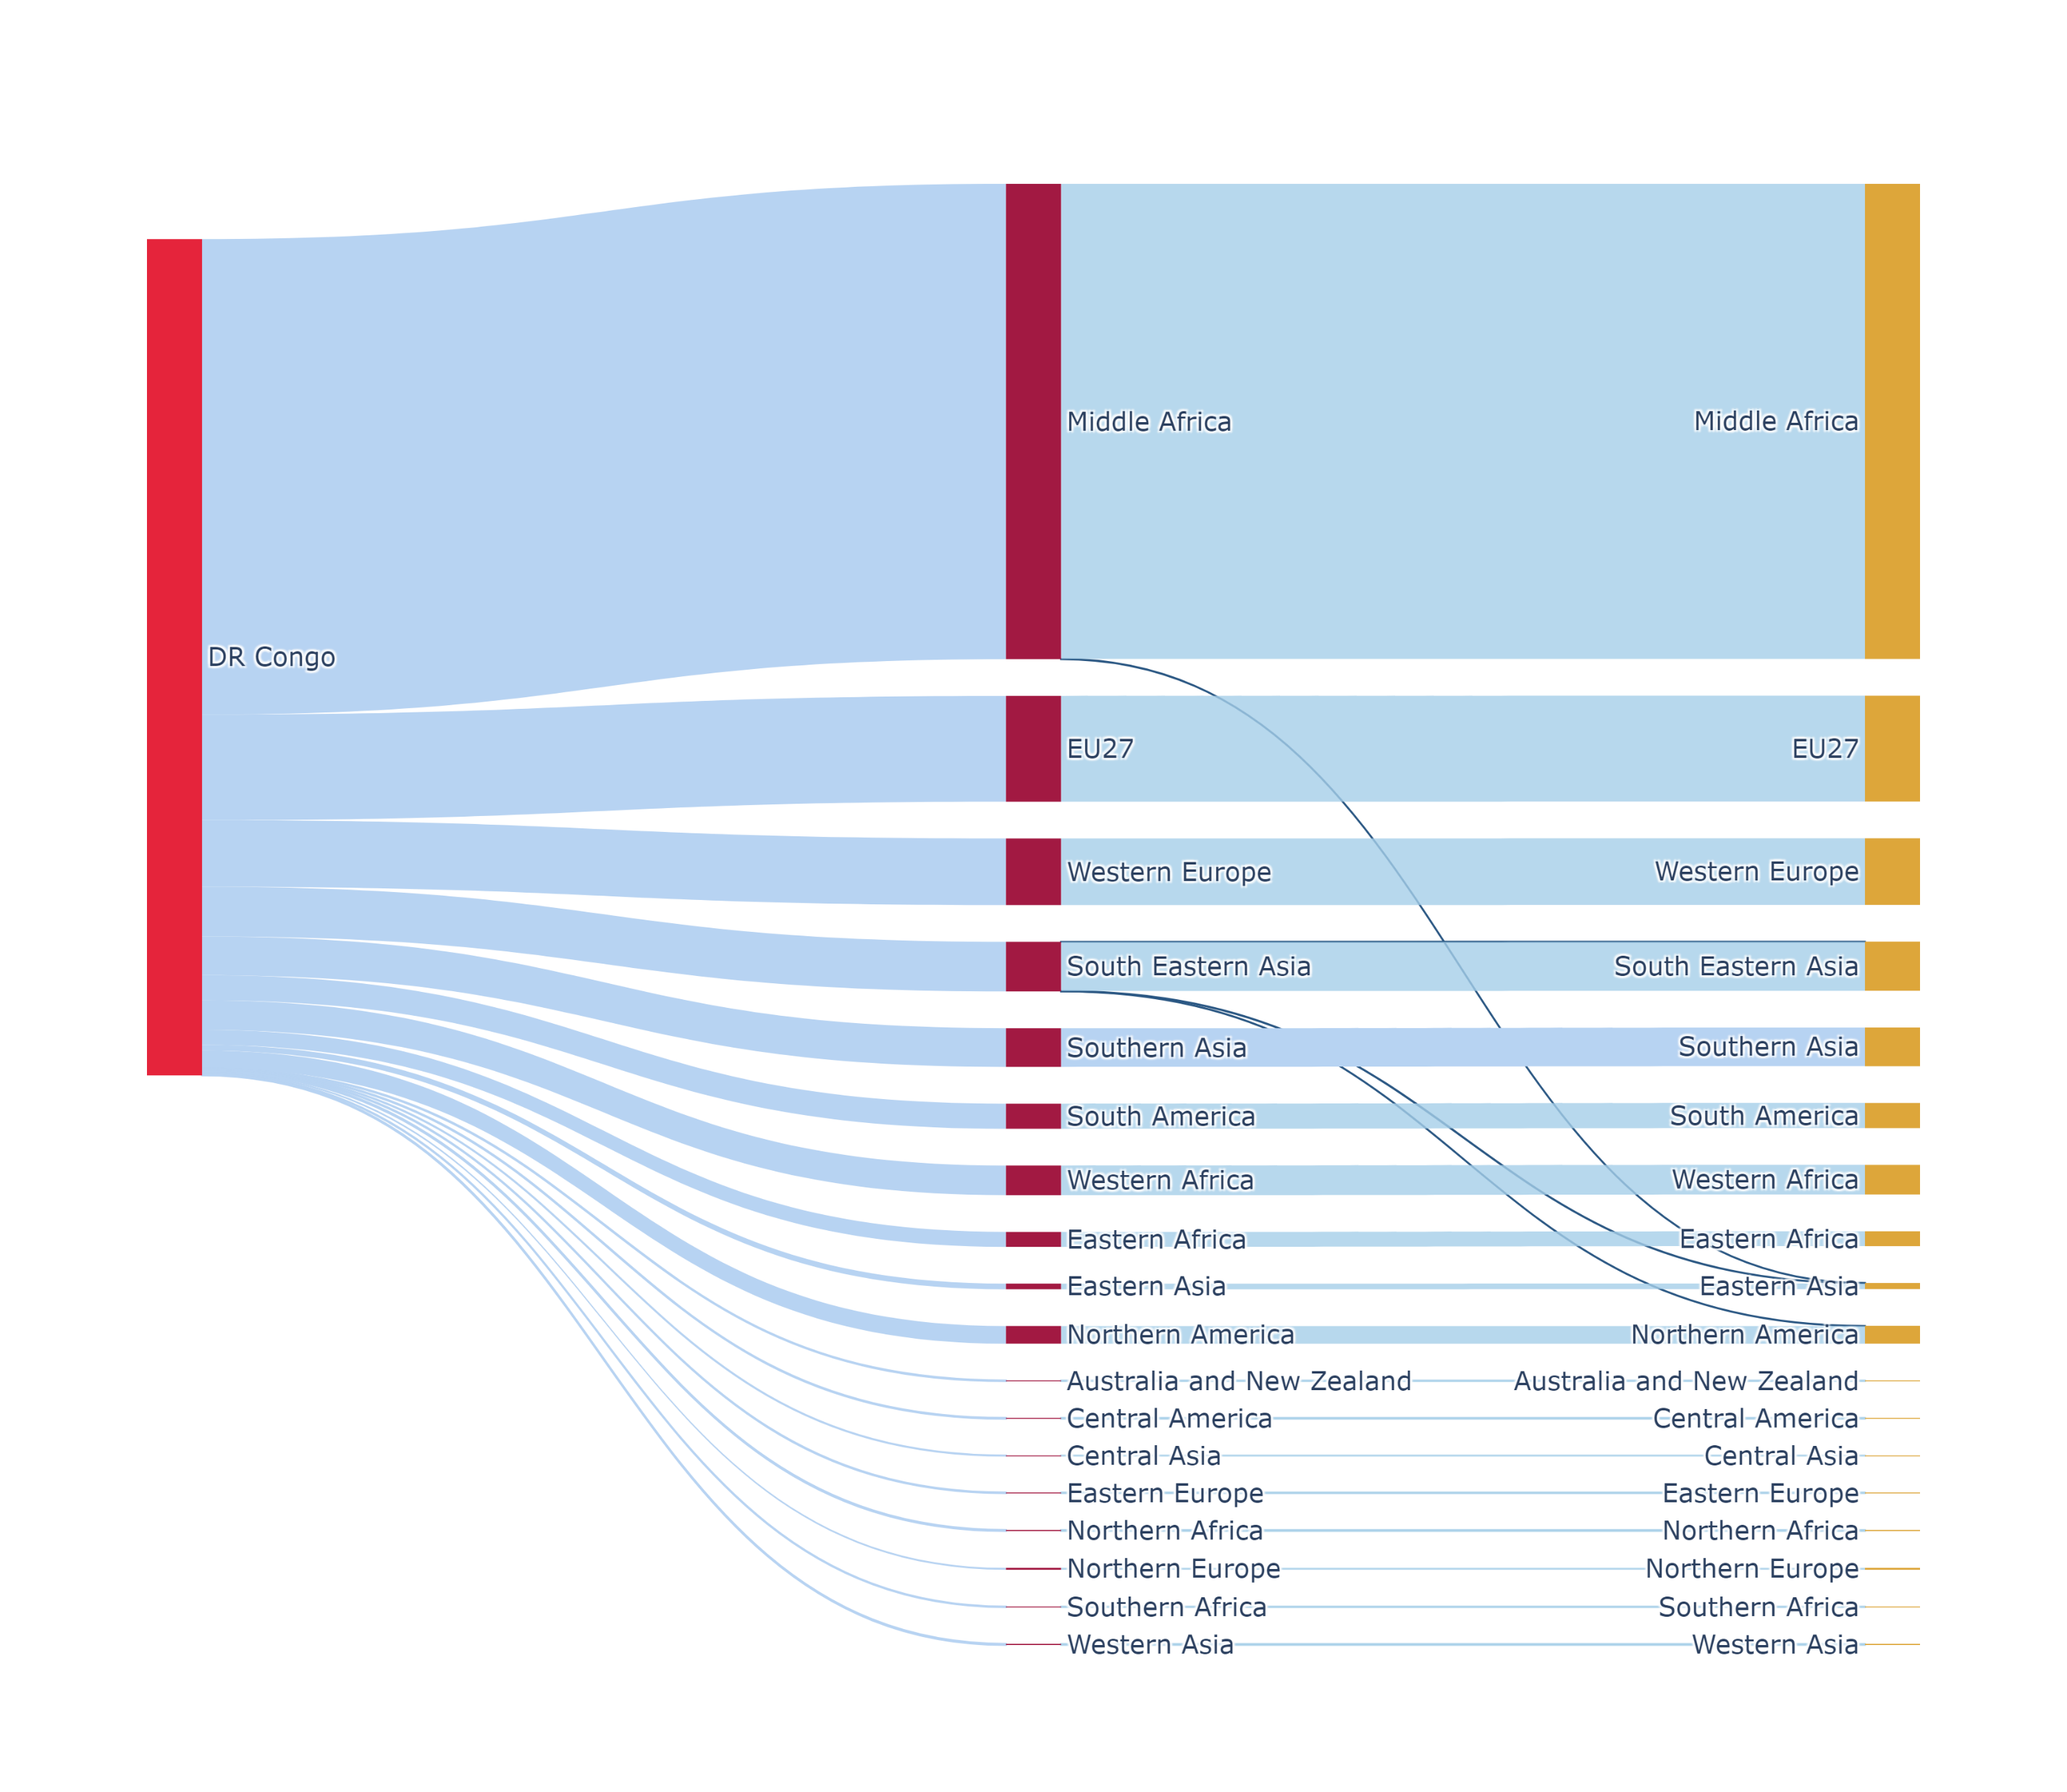 DR Congo
Middle Africa
Middle Africa
EU27
EU27
Western Europe
Western Europe
South Eastern Asia
South Eastern Asia
Southern Asia
Southern Asia
South America
South America
Western Africa
Western Africa
Eastern Africa
Eastern Africa
Eastern Asia
Eastern Asia
Northern America
Northern America
Australia and New Zealand
Australia and New Zealand
Central America
Central America
Central Asia
Central Asia
Eastern Europe
Eastern Europe
Northern Africa
Northern Africa
Northern Europe
Northern Europe
Southern Africa
Southern Africa
Western Asia
Western Asia